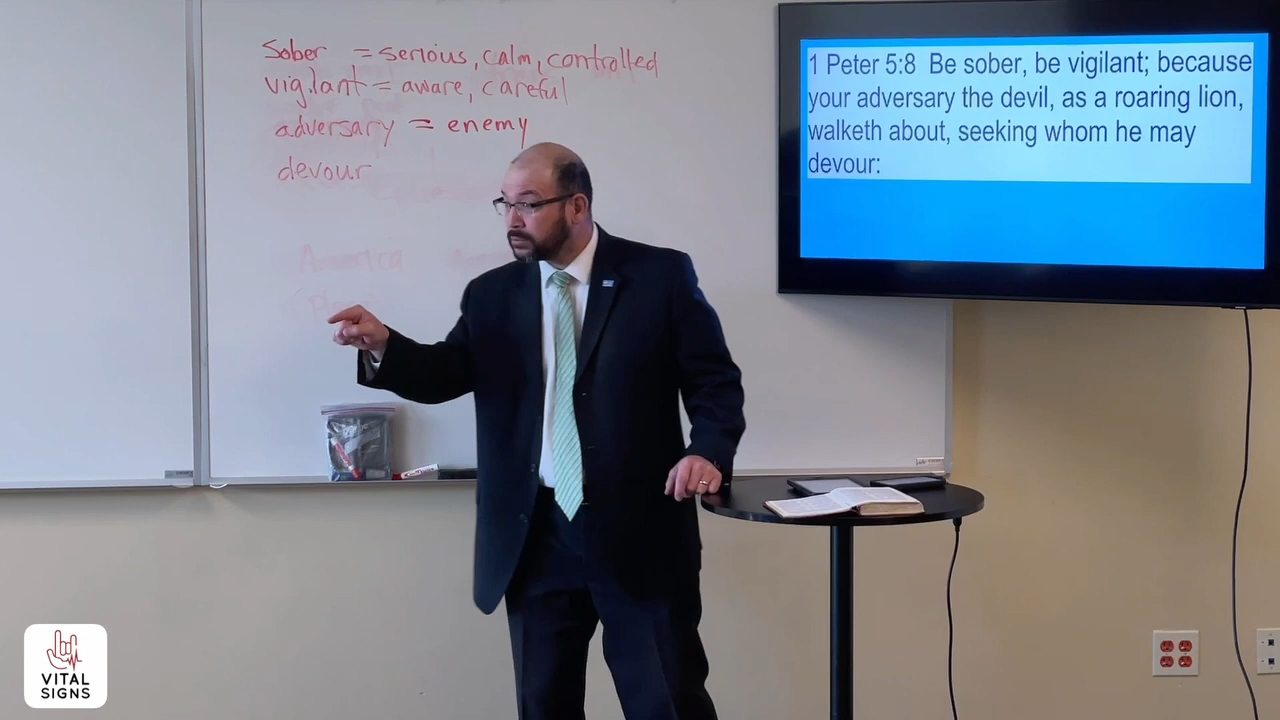 Sober = serious, calm, controlled
vigilant = aware, careful
adversary = enemy
devour
America
1 Peter 5:8 Be sober, be vigilant; because
your adversary the devil, as a roaring lion,
walketh about, seeking whom he may
devour:
VITAL
SIGNS